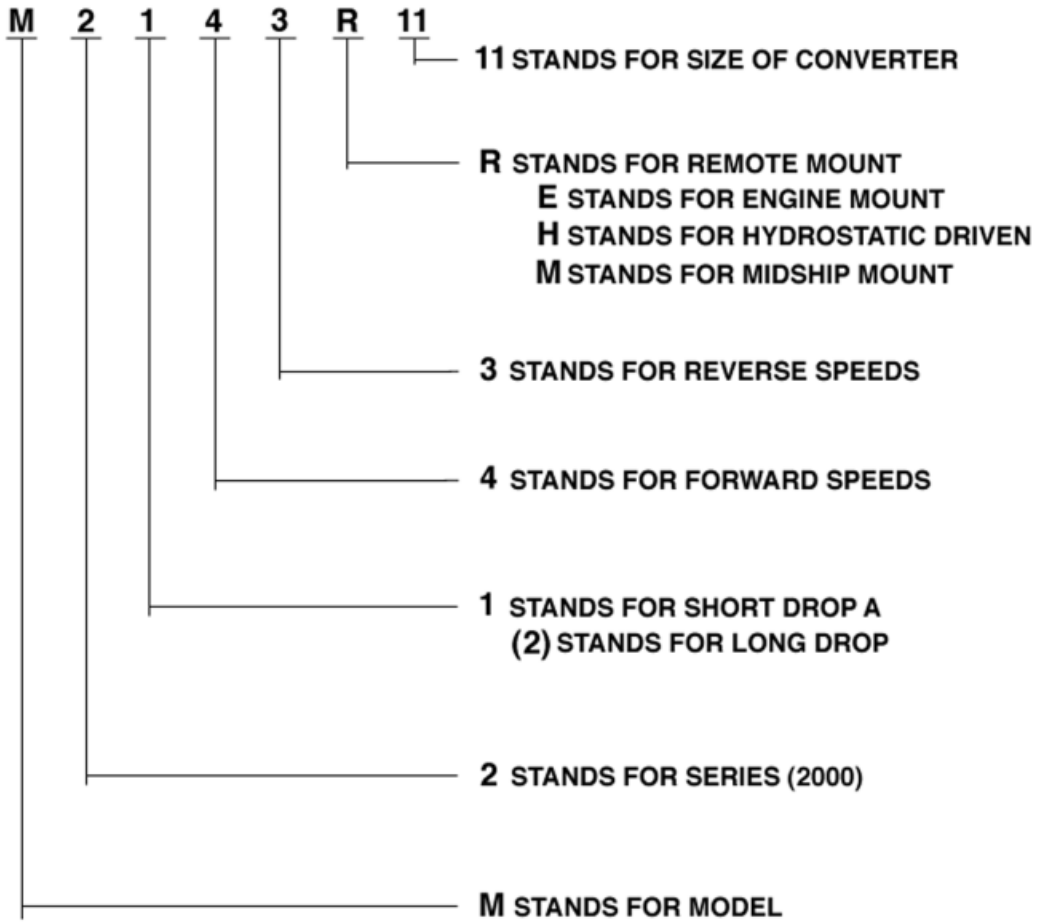 M 2 1 4 3 R 11
11 STANDS FOR SIZE OF CONVERTER
R STANDS FOR REMOTE MOUNT
E STANDS FOR ENGINE MOUNT
H STANDS FOR HYDROSTATIC DRIVEN
M STANDS FOR MIDSHIP MOUNT
3 STANDS FOR REVERSE SPEEDS
4 STANDS FOR FORWARD SPEEDS
1 STANDS FOR SHORT DROP A
(2) STANDS FOR LONG DROP
2 STANDS FOR SERIES (2000)
M STANDS FOR MODEL